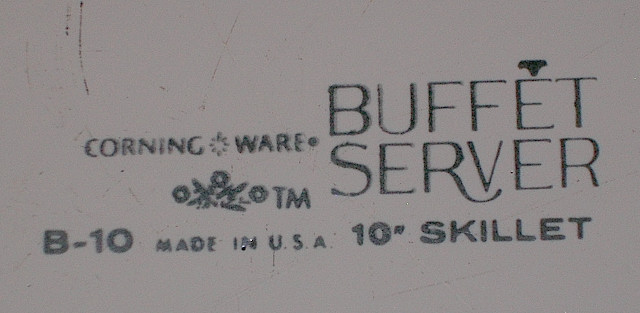 BUFFET
SERVER
CORNING WARE®
TM
B-10 MADE IN U.S.A. 10" SKILLET